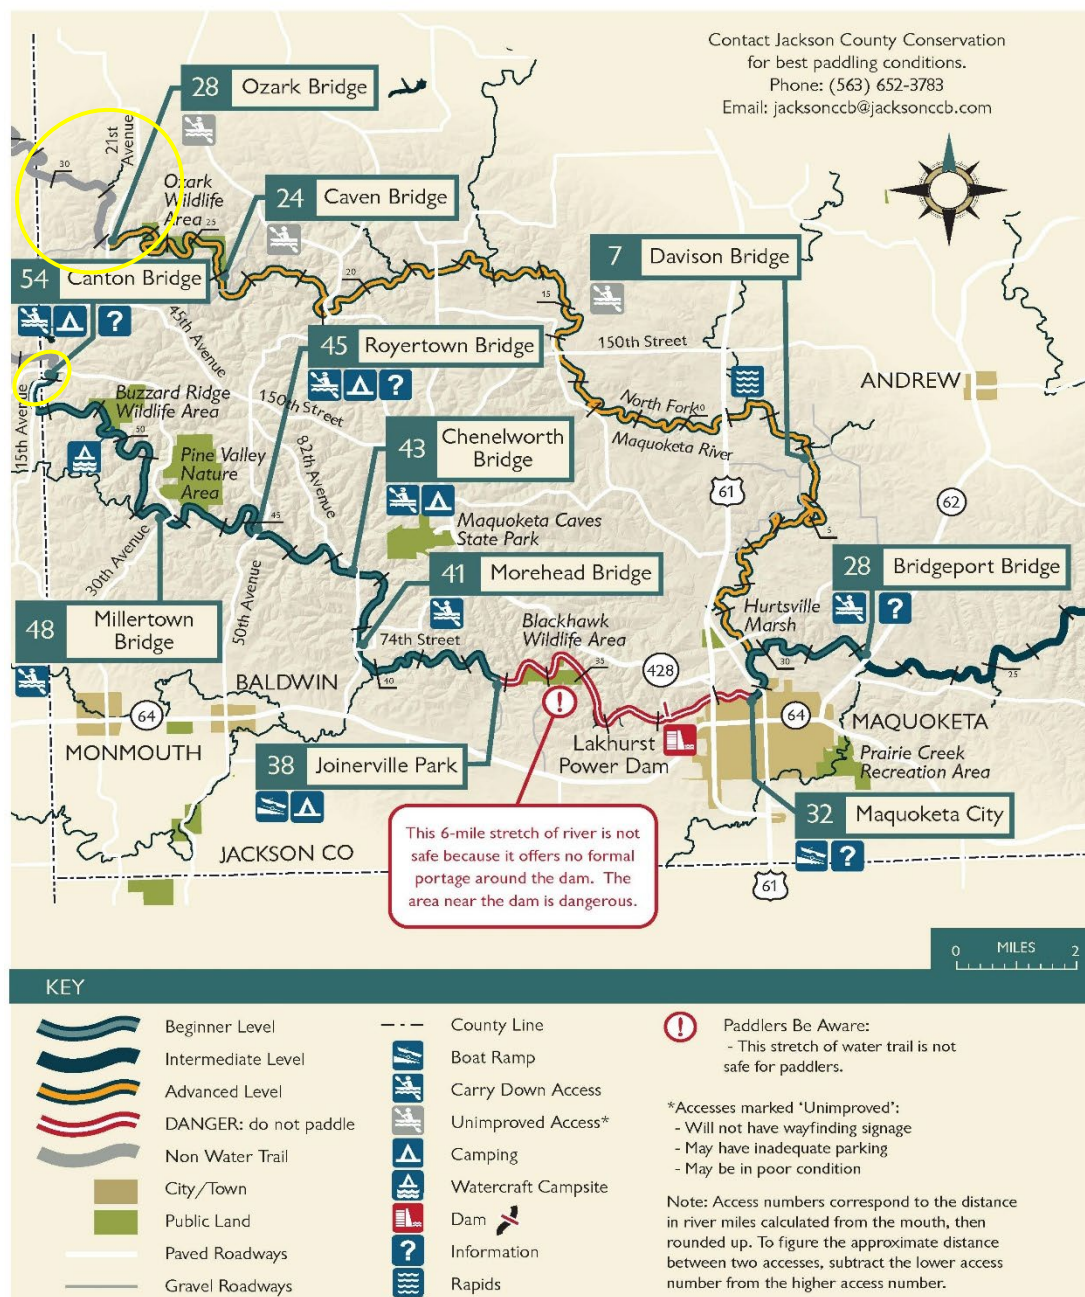 Contact Jackson County Conservation
for best paddling conditions.
Phone: (563) 652-3783
Email: jacksonccb@jacksonccb.com
28 Ozark Bridge
21st
Avenue
30
Ozark
Wildlife
Area
25
24 Caven Bridge
7 Davison Bridge
54 Canton Bridge
?
20
15
45th Avenue
45 Royertown Bridge
?
150th Street
ANDREW
15th Avenue
Buzzard Ridge
Wildlife Area
50
150th Street
North Fork
10
Maquoketa River
Pine Valley
Nature
Area
82nd Avenue
43 Chenelworth
Bridge
61
62
45
Maquoketa Caves
State Park
5
30th Avenue
50th Avenue
41 Morehead Bridge
28 Bridgeport Bridge
?
48 Millertown
Bridge
74th Street
Blackhawk
Wildlife Area
Hurtsville
Marsh
35
30
25
40
428
BALDWIN
64
MONMOUTH
!
64
MAQUOKETA
Lakhurst
Power Dam
Prairie Creek
Recreation Area
38 Joinerville Park
32 Maquoketa City
?
This 6-mile stretch of river is not
safe because it offers no formal
portage around the dam. The
area near the dam is dangerous.
JACKSON CO
61
0 MILES 2
KEY
Beginner Level
Intermediate Level
Advanced Level
DANGER: do not paddle
Non Water Trail
City/Town
Public Land
Paved Roadways
Gravel Roadways
County Line
Boat Ramp
Carry Down Access
Unimproved Access*
Camping
Watercraft Campsite
Dam
? Information
Rapids
! Paddlers Be Aware:
- This stretch of water trail is not
safe for paddlers.
*Accesses marked 'Unimproved':
- Will not have wayfinding signage
- May have inadequate parking
- May be in poor condition
Note: Access numbers correspond to the distance
in river miles calculated from the mouth, then
rounded up. To figure the approximate distance
between two accesses, subtract the lower access
number from the higher access number.